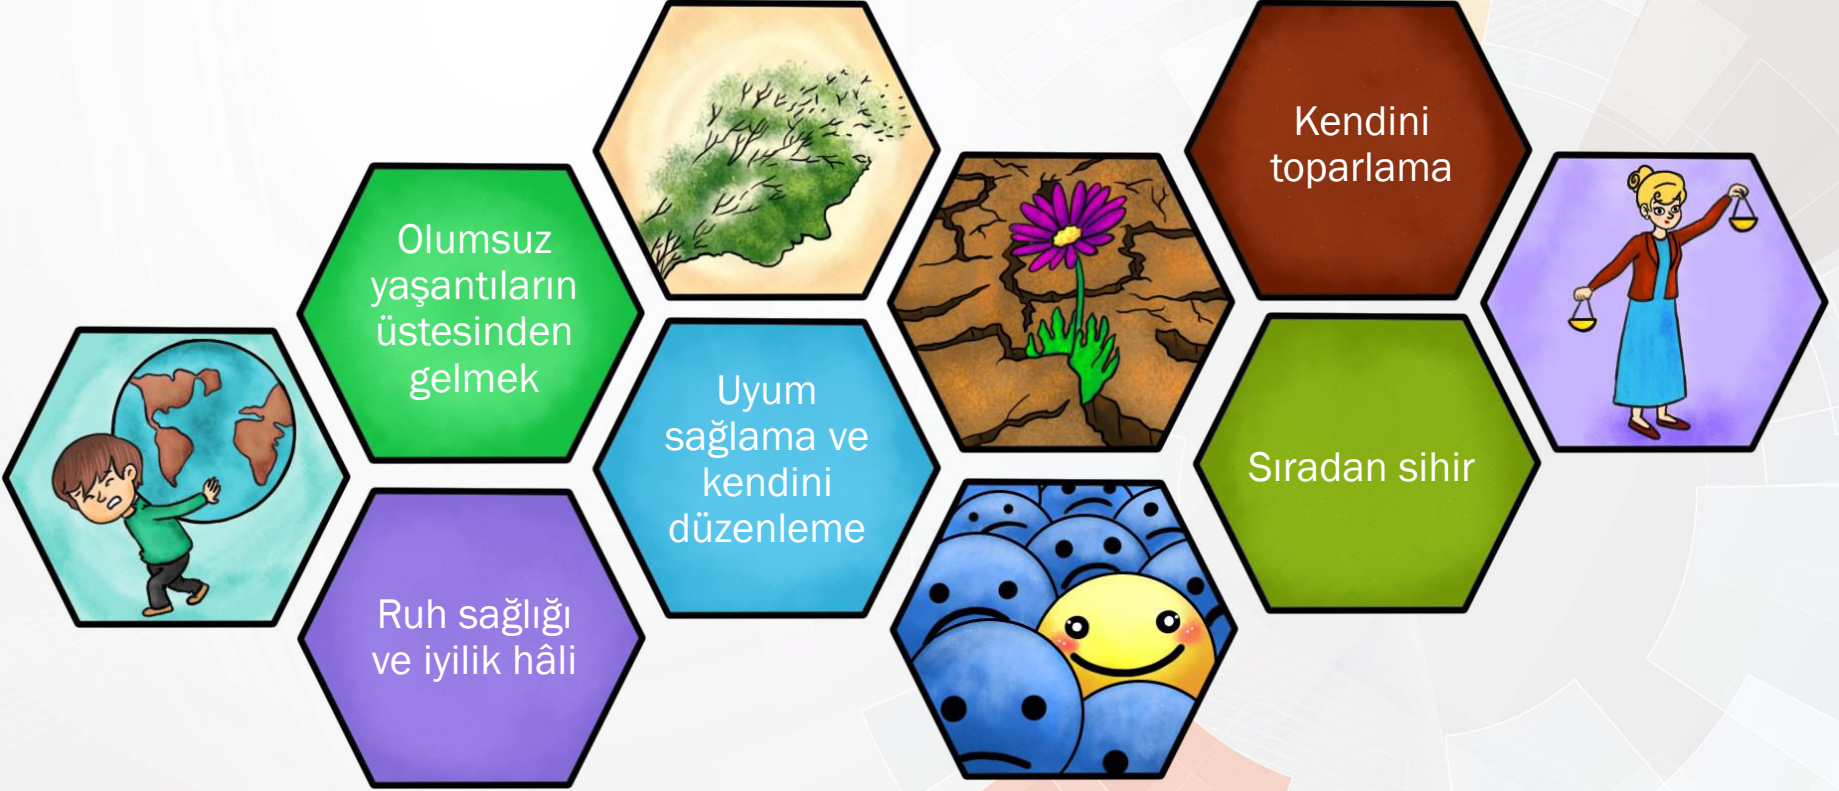 Olumsuz
yaşantıların
üstesinden
gelmek
Ruh sağlığı
ve iyilik hâli
Uyum
sağlama ve
kendini
düzenleme
Kendini
toparlama
Sıradan sihir